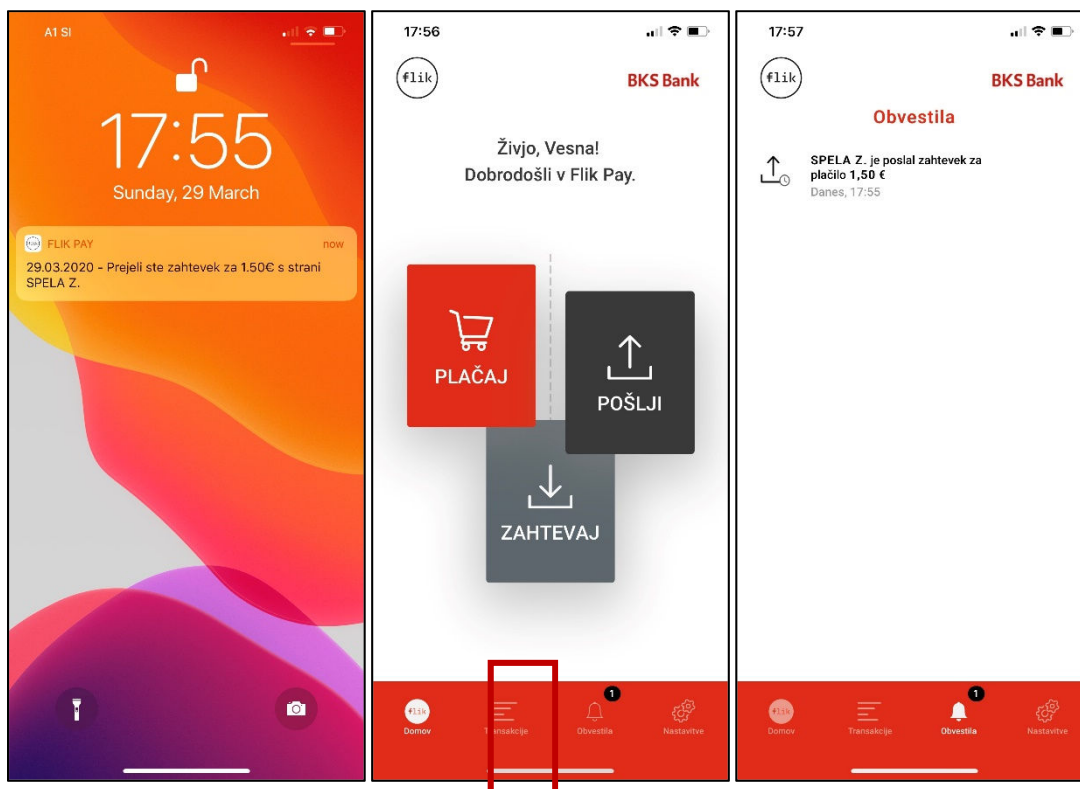 A1 SI
17:55
Sunday, 29 March
FLIK PAY
now
29.03.2020 - Prejeli ste zahtevek za 1.50€ s strani
SPELA Z.
17:56
flik
BKS Bank
Živjo, Vesna!
Dobrodošli v Flik Pay.
PLAČAJ
POŠLJI
ZAHTEVAJ
1
flik
Domov
Transakcije
Obvestila
Nastavitve
17:57
flik
BKS Bank
Obvestila
SPELA Z. je poslal zahtevek za
plačilo 1,50 €
Danes, 17:55
1
flik
Domov
Transakcije
Obvestila
Nastavitve